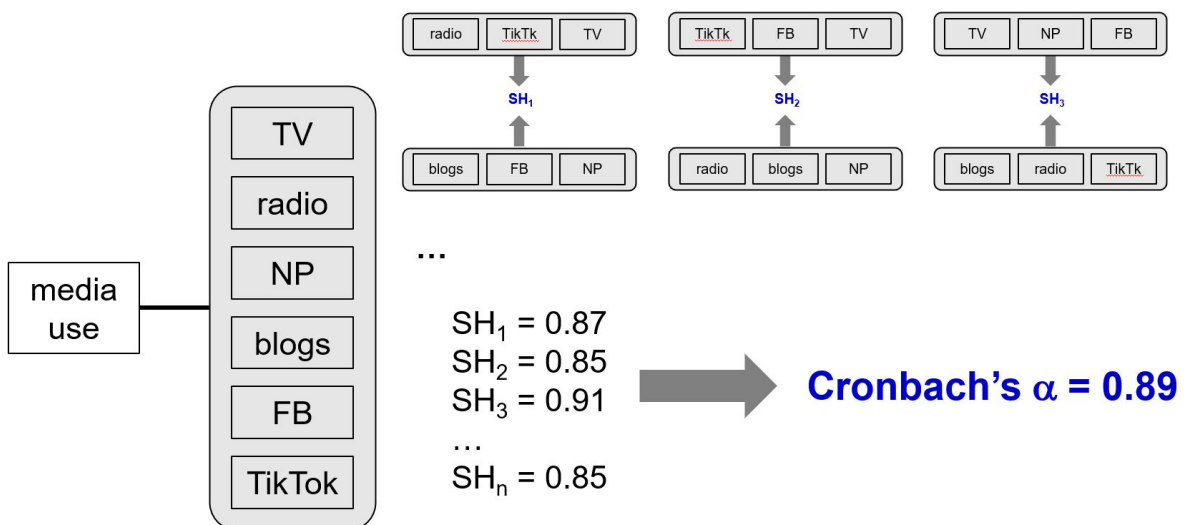 radio TikTk TV
SH₁
blogs FB NP
TikTk FB TV
SH₂
radio blogs NP
TV NP FB
SH₃
blogs radio TikTk
media
use
TV
radio
NP
blogs
FB
TikTok
...
SH₁ = 0.87
SH₂ = 0.85
SH₃ = 0.91
...
SHₙ = 0.85
Cronbach’s α = 0.89